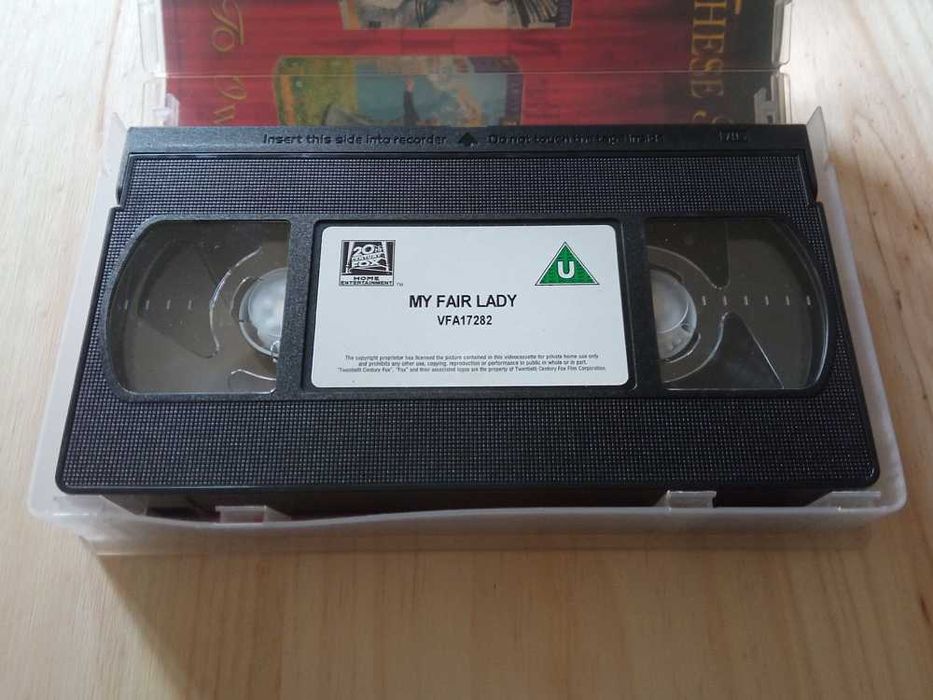 THESE
To
Insert this side into recorder Do not touch the tape inside
20th
CENTURY
FOX
HOME
ENTERTAINMENT
TM
U
MY FAIR LADY
VFA17282
The copyright proprietor has licensed the picture contained in this videocassette for private home use only
and prohibits any other use, copying, reproduction or performance in public in whole or in part.
"Twentieth Century Fox", "Fox" and their associated logos are the property of Twentieth Century Fox Film Corporation.